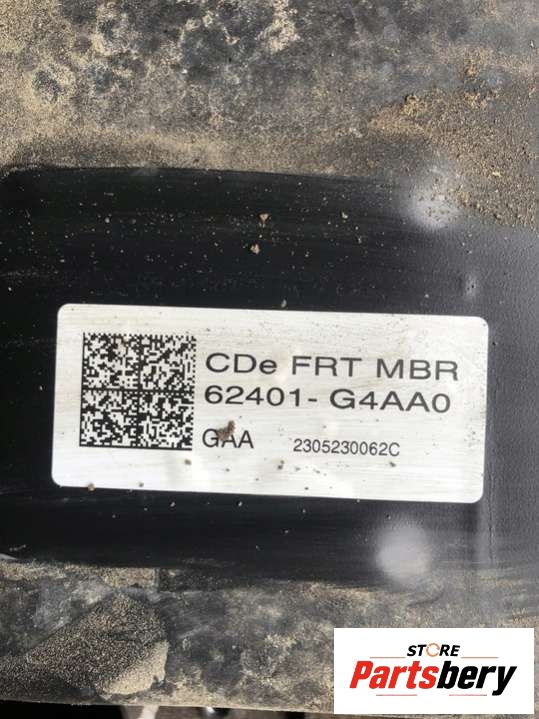 CDe FRT MBR
62401- G4AA0
GAA 2305230062C
STORE
Partsbery